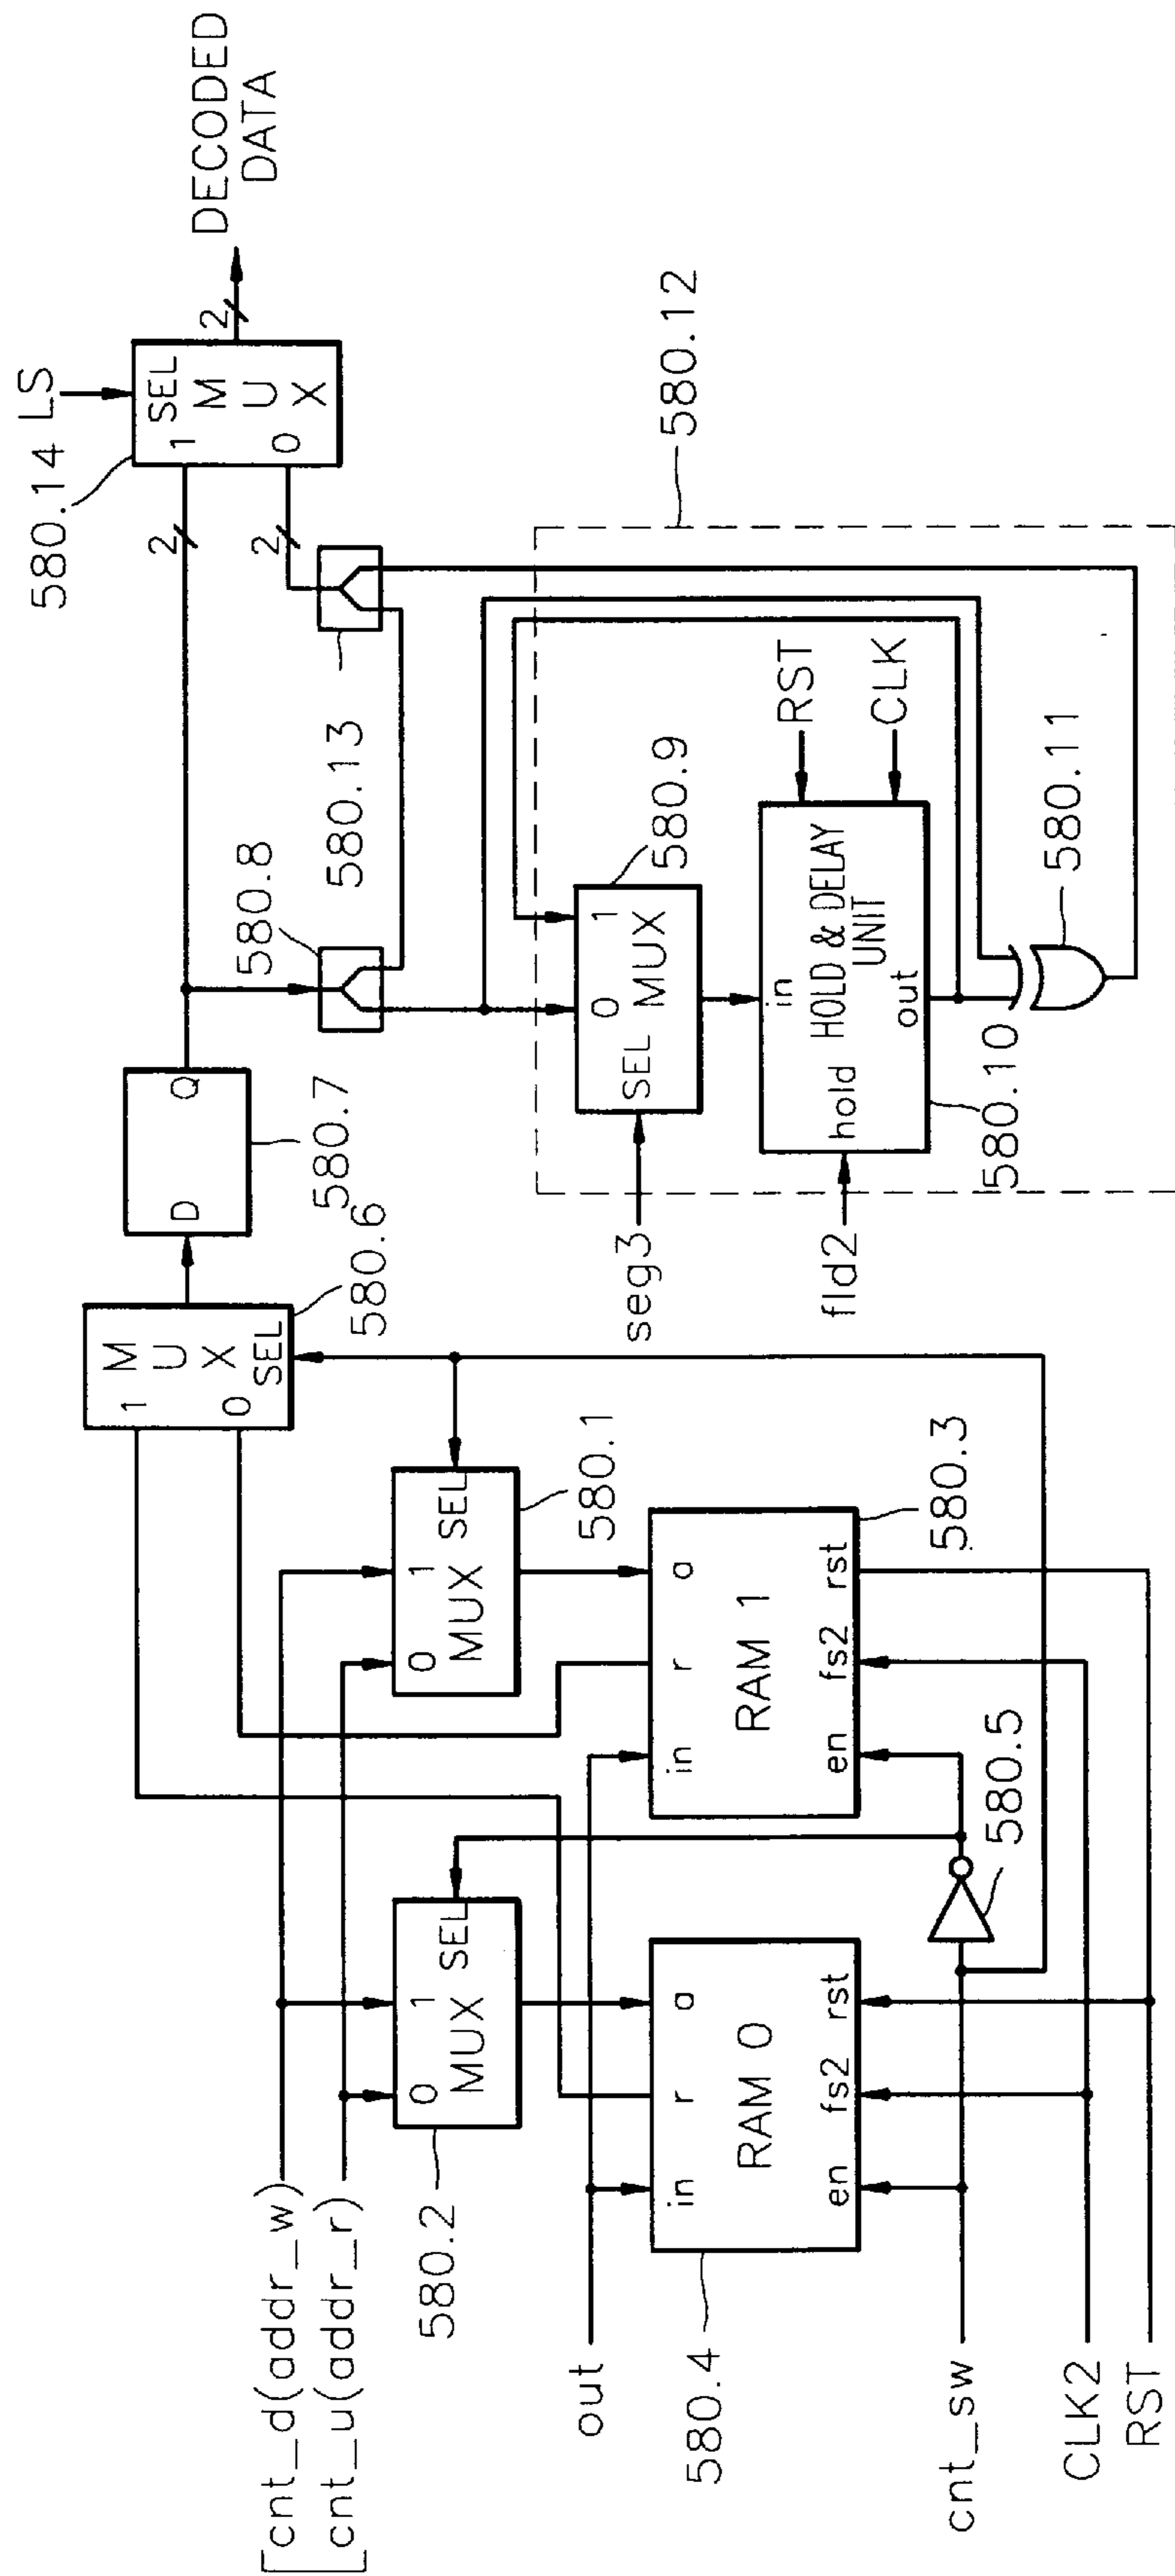 580.14
LS
SEL
1
M
U
0
X
2
2
2
DECODED
DATA
580.13
580.8
D
Q
580.7
M
1
U
X
0
SEL
580.6
580.12
0
1
SEL
MUX
580.9
seg3
in
HOLD & DELAY
UNIT
hold
out
fld2
RST
CLK
580.10
580.11
[cnt_d(addr_w)
[cnt_u(addr_r)
0
1
MUX
SEL
580.2
0
1
MUX
SEL
580.1
out
in
r
a
RAM 0
en
fs2
rst
580.4
in
r
a
RAM 1
en
fs2
rst
580.3
580.5
cnt_sw
CLK2
RST